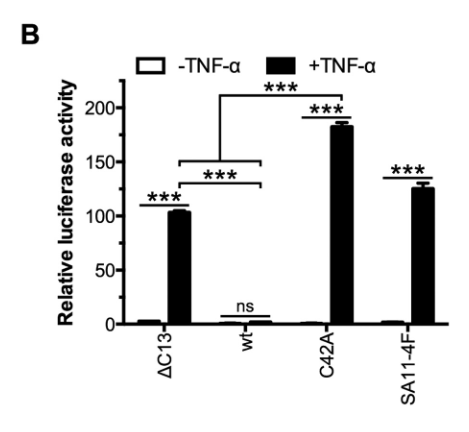 B
-TNF-α +TNF-α
Relative luciferase activity
200
150
100
50
0
***
***
***
***
***
ns
ΔC13
wt
C42A
SA11-4F